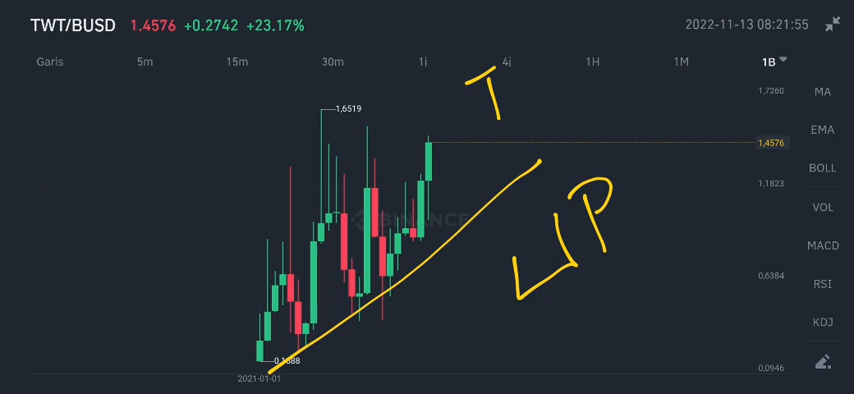 TWT/BUSD 1.4576 +0.2742 +23.17% 2022-11-13 08:21:55
Garis 5m 15m 30m 1j 4j 1H 1M 1B
1,7260
MA
1,6519
T
EMA
1,4576
BOLL
1,1823
UP
VOL
BINANCE
MACD
0,6384
RSI
KDJ
0,1688
0,0946
2021-01-01